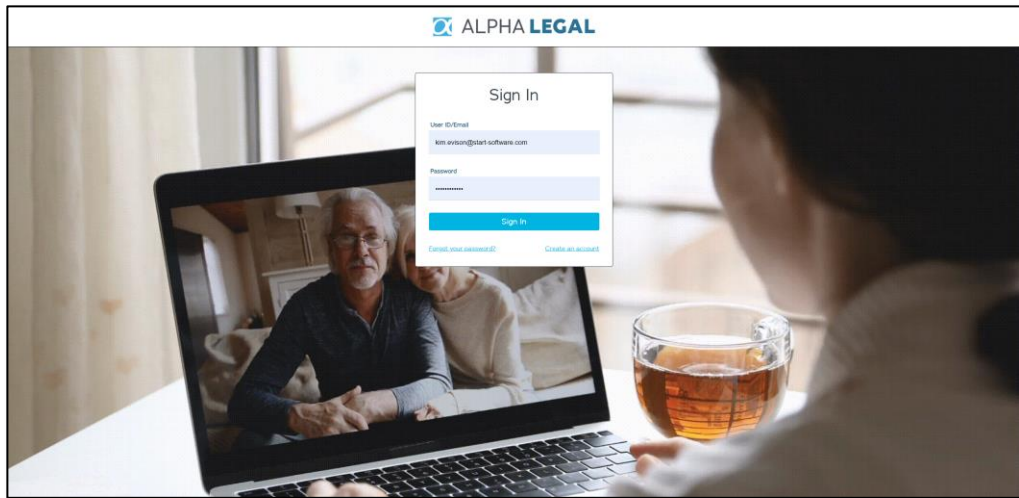 ALPHA LEGAL
Sign In
User ID/Email
kim.evison@start-software.com
Password
••••••••••••
Sign In
Forgot your password? Create an account